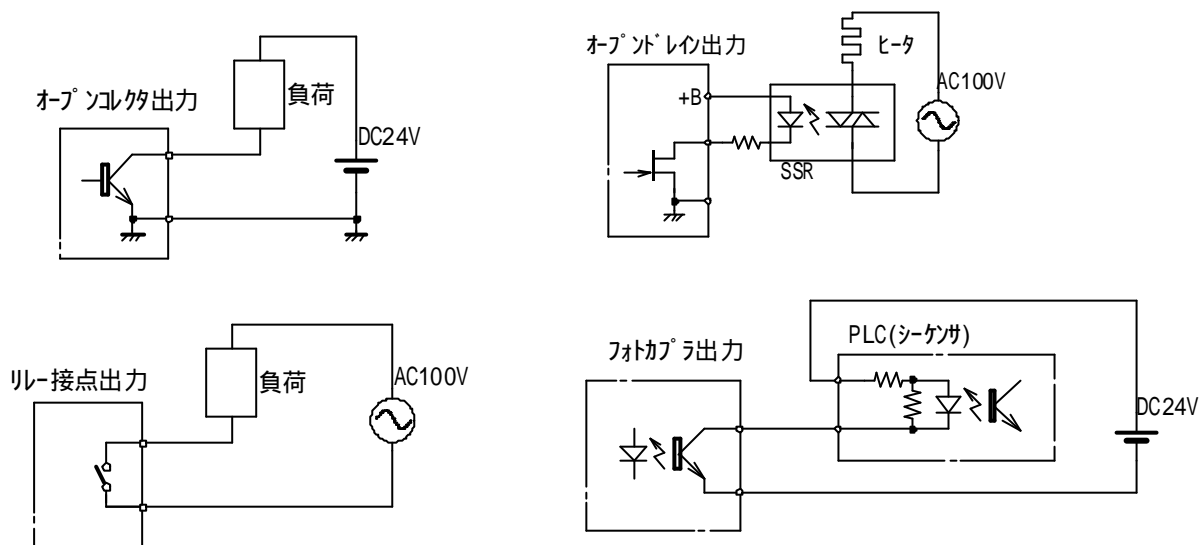 オープンコレクタ出力
負荷
DC24V
オープンドレイン出力
ヒータ
AC100V
+B
SSR
リレー接点出力
負荷
AC100V
フォトカプラ出力
PLC(シーケンサ)
DC24V